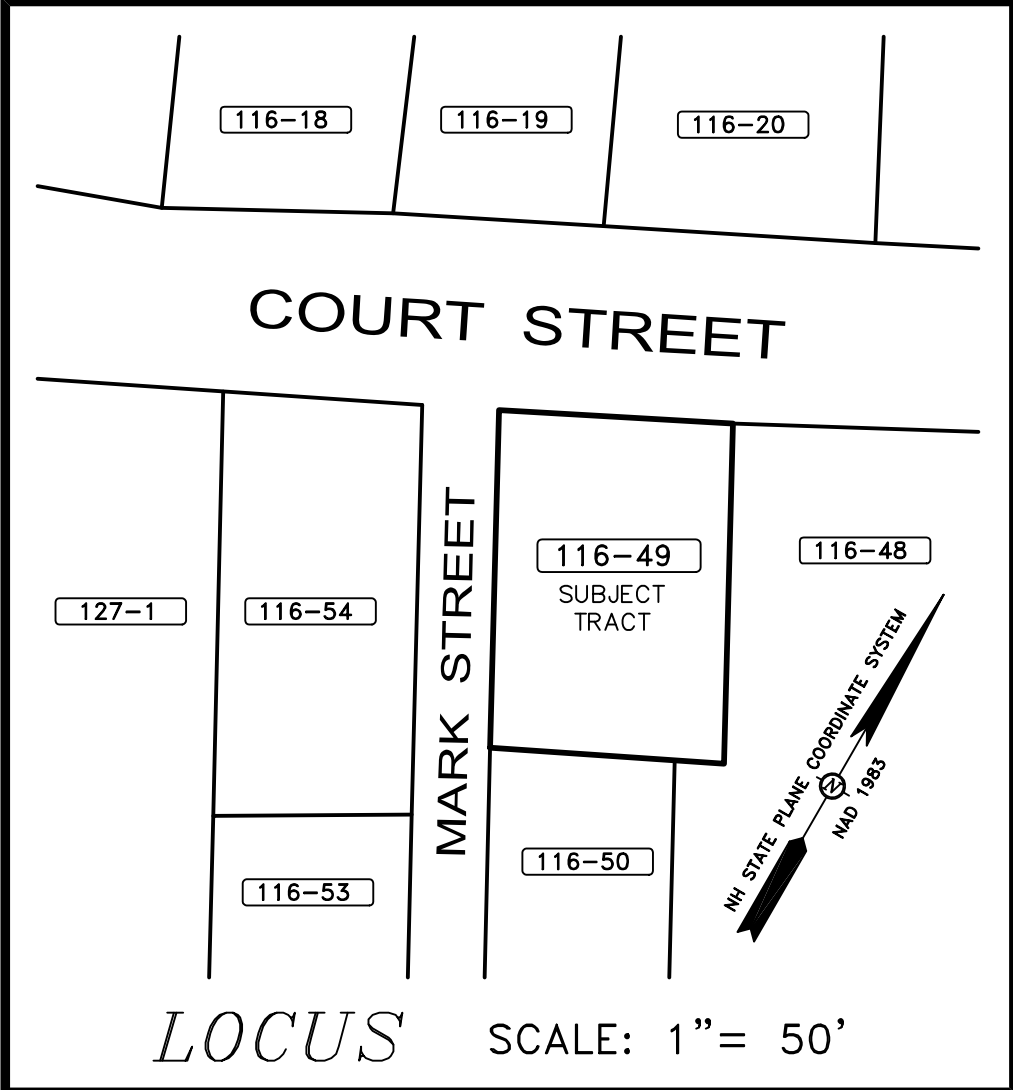 116-18
116-19
116-20
COURT STREET
116-49
SUBJECT
TRACT
116-48
127-1
116-54
MARK STREET
NH STATE PLANE COORDINATE SYSTEM
N
NAD 1983
116-50
116-53
LOCUS
SCALE: 1"= 50'